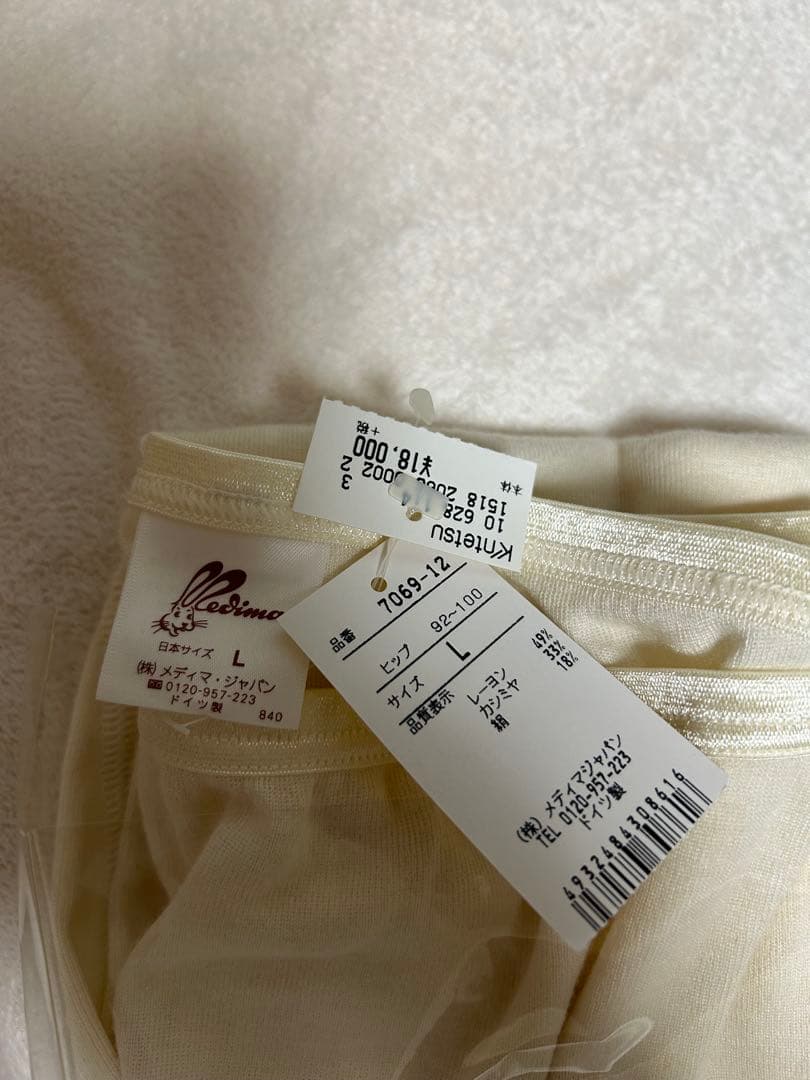 K'ntetsu
10 628
1518
0002
3
2
本体
¥18,000
+税
Medima
日本サイズ L
(株)メディマ・ジャパン
0120-957-223
ドイツ製
840
品番 7069-12
ヒップ 92~100
サイズ L
品質表示 レーヨン 49%
カシミヤ 33%
絹 18%
(株)メディマジャパン
TEL 0120-957-223
ドイツ製
4932484308616